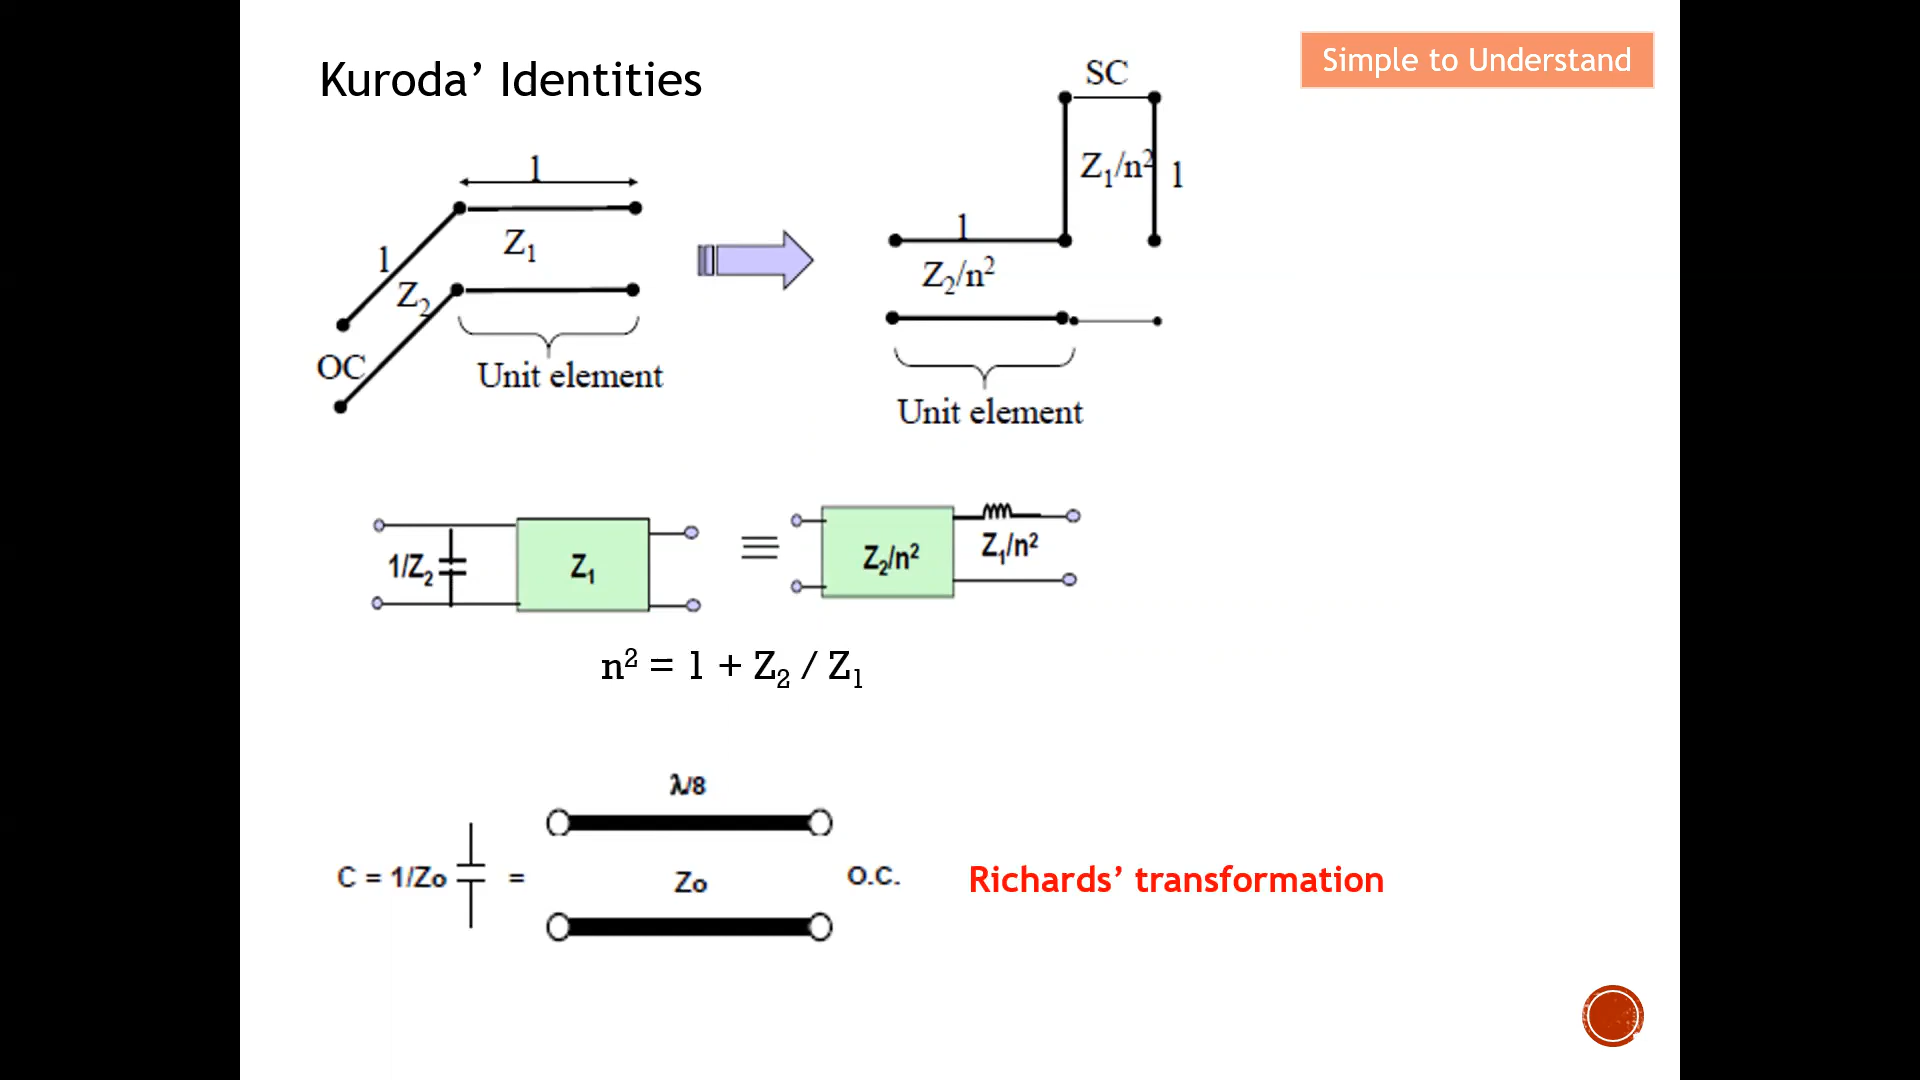 Kuroda’ Identities
Simple to Understand
SC
l
Z₁/n²
l
l
Z₁
l
Z₂/n²
l
Z₂
OC
Unit element
Unit element
1/Z₂
Z₁
≡
Z₂/n²
Z₁/n²
n² = 1 + Z₂ / Z₁
λ/8
C = 1/Zo
=
Zo
O.C.
Richards’ transformation